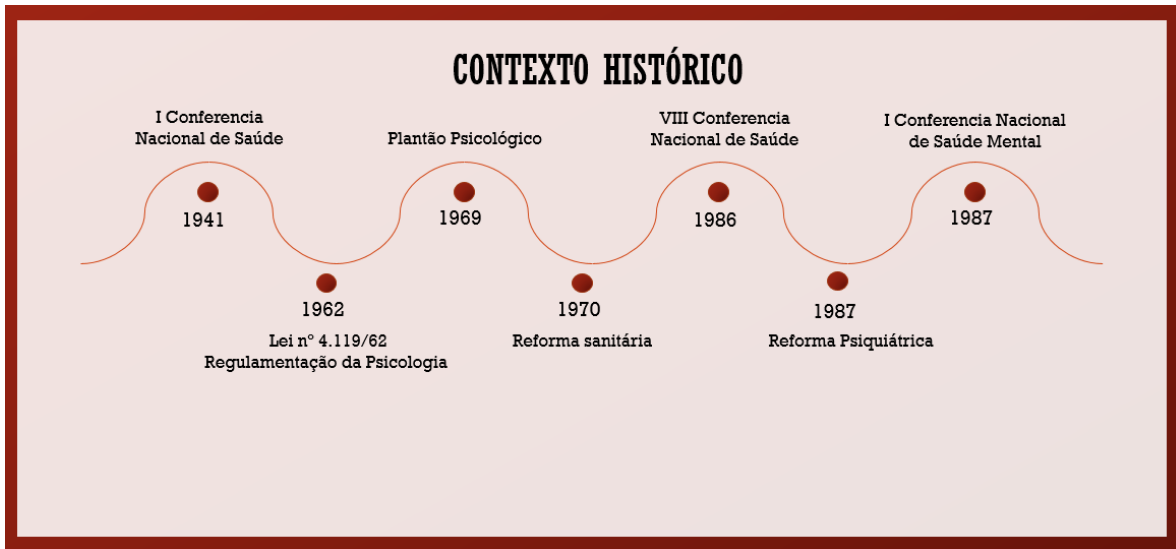 CONTEXTO HISTÓRICO
I Conferencia
Nacional de Saúde
1941
1962
Lei nº 4.119/62
Regulamentação da Psicologia
Plantão Psicológico
1969
1970
Reforma sanitária
VIII Conferencia
Nacional de Saúde
1986
1987
Reforma Psiquiátrica
I Conferencia Nacional
de Saúde Mental
1987